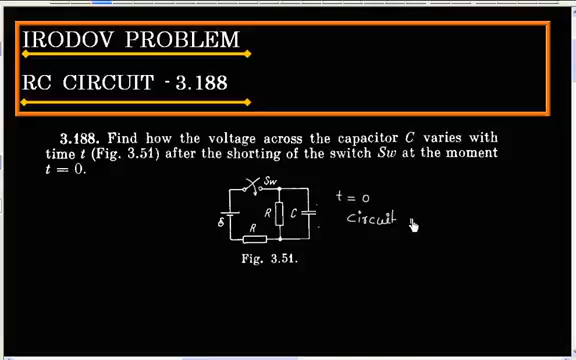 IRODOV PROBLEM
RC CIRCUIT - 3.188
3.188. Find how the voltage across the capacitor C varies with
time t (Fig. 3.51) after the shorting of the switch Sw at the moment
t = 0.
Sw
t = 0
R C circuit
R
Fig. 3.51.